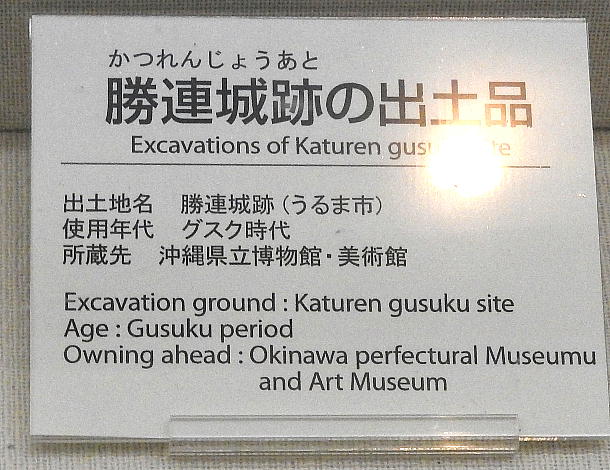 かつれんじょうあと
勝連城跡の出土品
Excavations of Katuren gusuku site
出土地名 勝連城跡（うるま市）
使用年代 グスク時代
所蔵先 沖縄県立博物館・美術館
Excavation ground : Katuren gusuku site
Age : Gusuku period
Owning ahead : Okinawa perfectural Museumu
and Art Museum